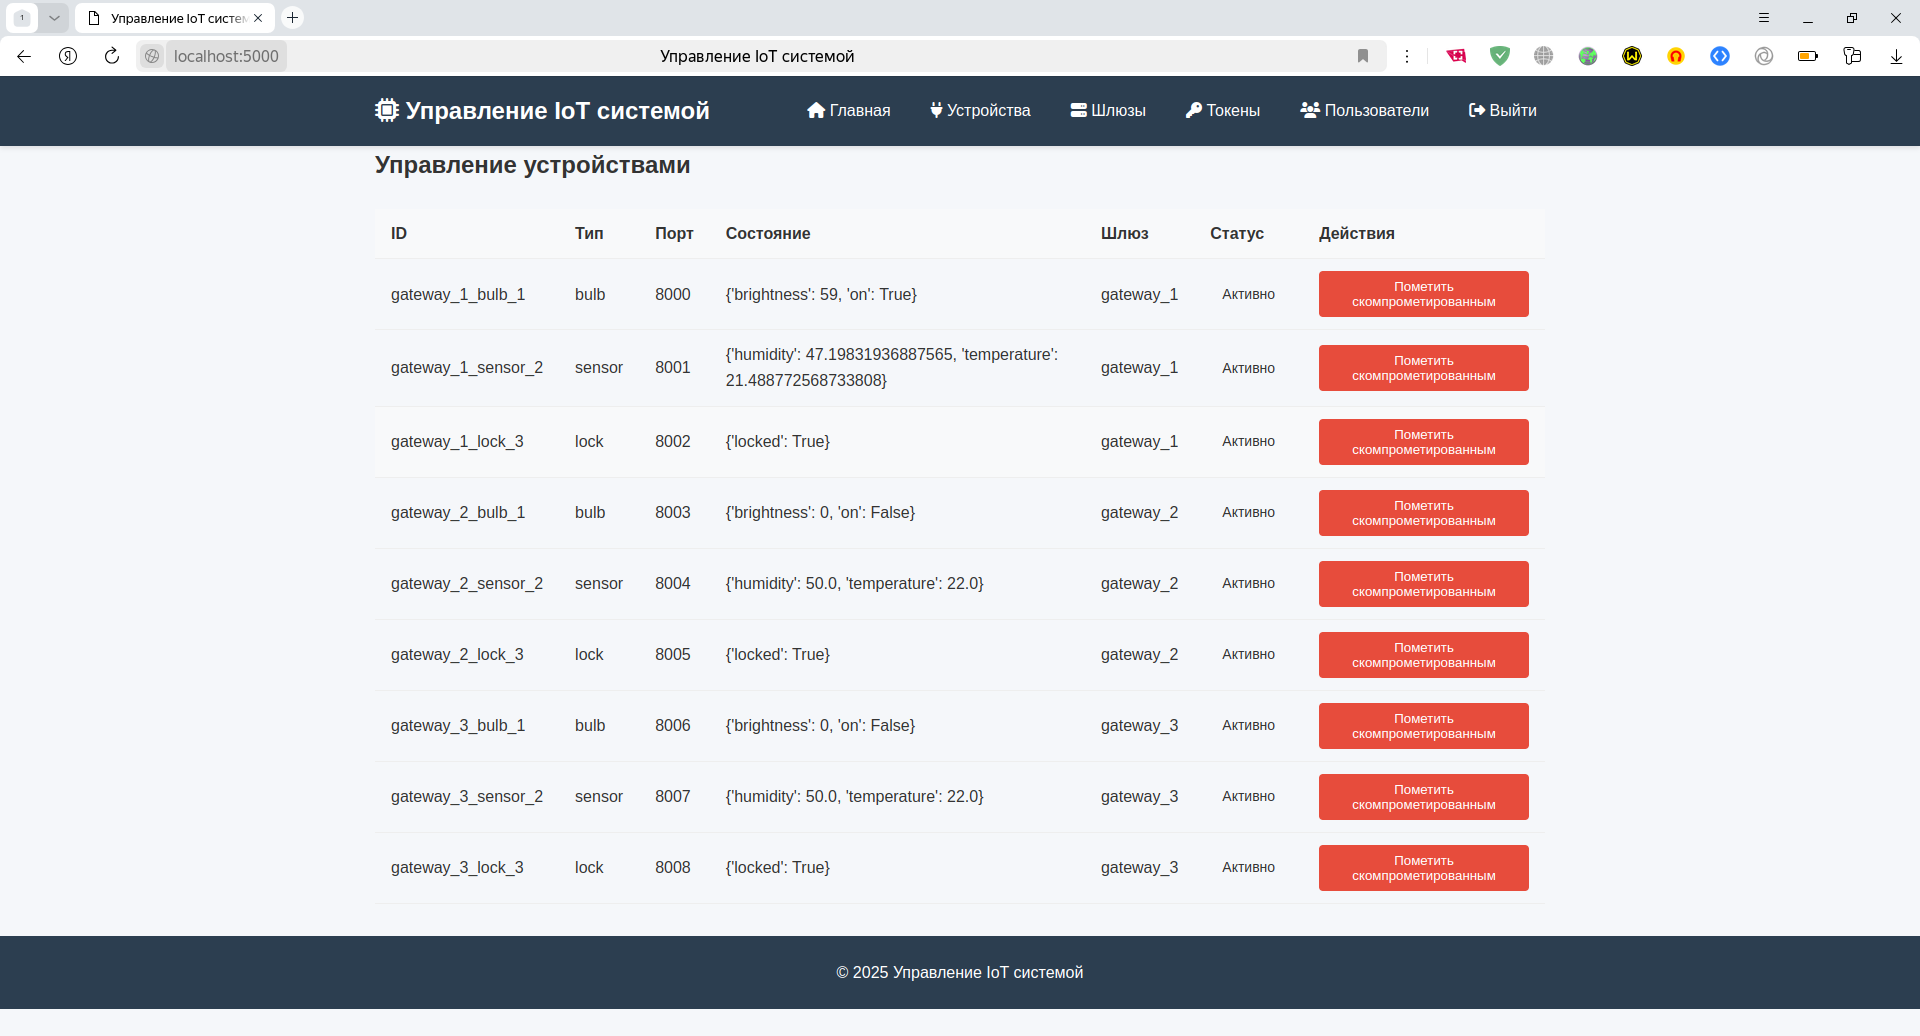 1
Управление IoT систем
localhost:5000
Управление IoT системой
Управление IoT системой
Главная
Устройства
Шлюзы
Токены
Пользователи
Выйти
Управление устройствами
ID Тип Порт Состояние Шлюз Статус Действия
gateway_1_bulb_1 bulb 8000 {'brightness': 59, 'on': True} gateway_1 Активно Пометить
скомпрометированным
gateway_1_sensor_2 sensor 8001 {'humidity': 47.19831936887565, 'temperature':
21.488772568733808} gateway_1 Активно Пометить
скомпрометированным
gateway_1_lock_3 lock 8002 {'locked': True} gateway_1 Активно Пометить
скомпрометированным
gateway_2_bulb_1 bulb 8003 {'brightness': 0, 'on': False} gateway_2 Активно Пометить
скомпрометированным
gateway_2_sensor_2 sensor 8004 {'humidity': 50.0, 'temperature': 22.0} gateway_2 Активно Пометить
скомпрометированным
gateway_2_lock_3 lock 8005 {'locked': True} gateway_2 Активно Пометить
скомпрометированным
gateway_3_bulb_1 bulb 8006 {'brightness': 0, 'on': False} gateway_3 Активно Пометить
скомпрометированным
gateway_3_sensor_2 sensor 8007 {'humidity': 50.0, 'temperature': 22.0} gateway_3 Активно Пометить
скомпрометированным
gateway_3_lock_3 lock 8008 {'locked': True} gateway_3 Активно Пометить
скомпрометированным
© 2025 Управление IoT системой